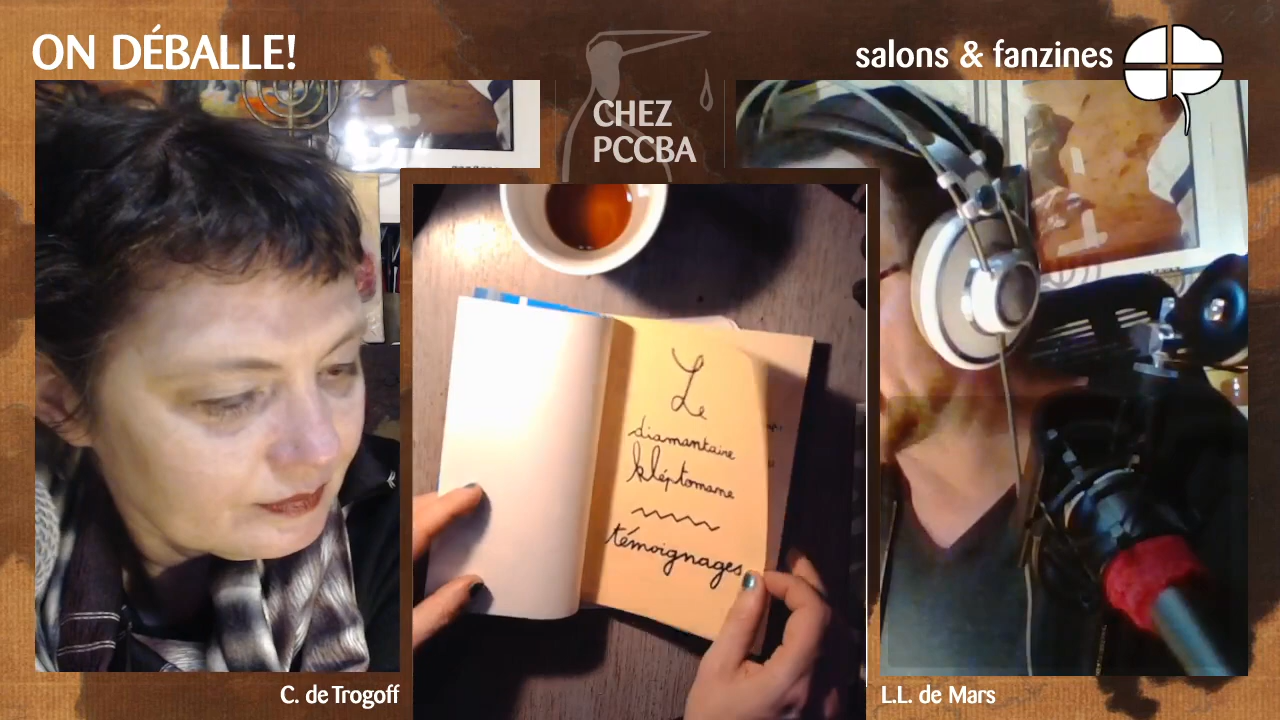 ON DÉBALLE!
salons & fanzines
CHEZ
PCCBA
Le
diamantaire
kléptomane
témoignages
C. de Trogoff
L.L. de Mars